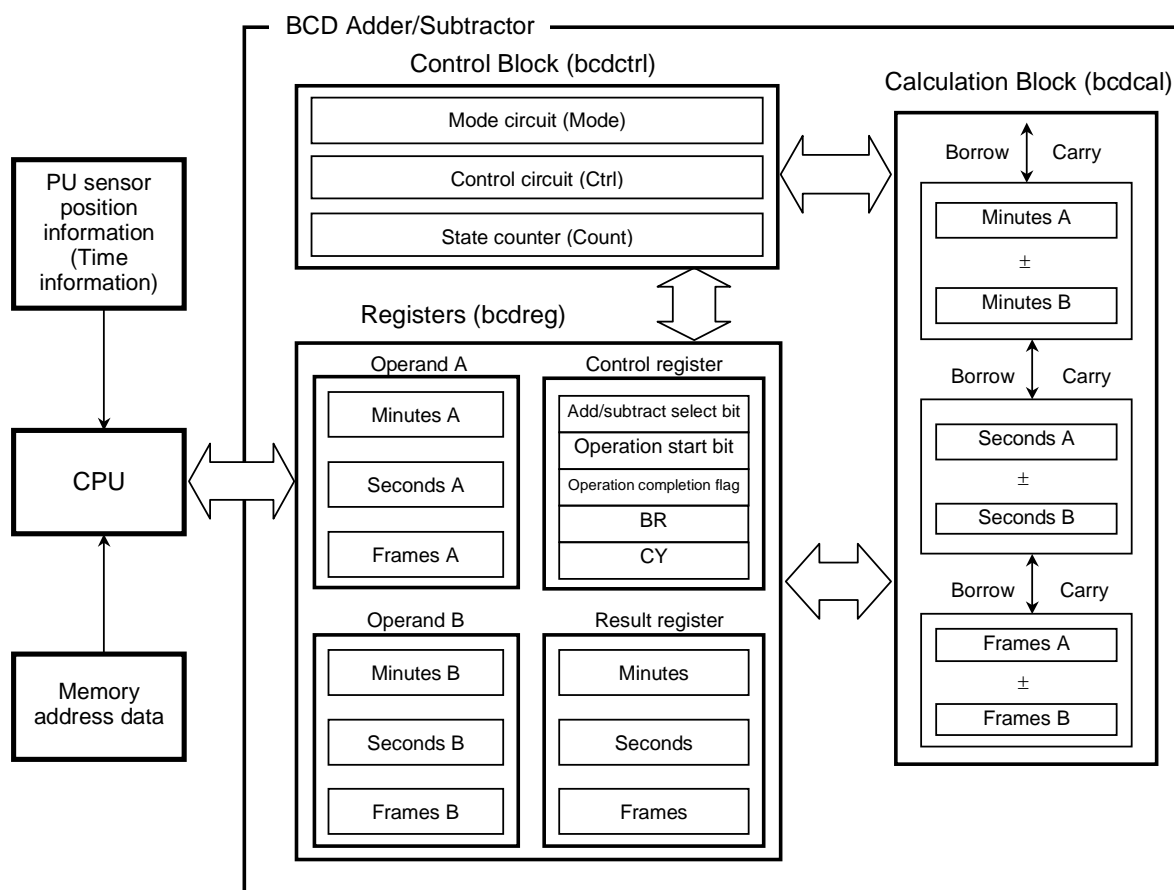 BCD Adder/Subtractor
Control Block (bcdctrl)
Mode circuit (Mode)
Control circuit (Ctrl)
State counter (Count)
Calculation Block (bcdcal)
Borrow
Carry
Minutes A
±
Minutes B
Borrow
Carry
Seconds A
±
Seconds B
Borrow
Carry
Frames A
±
Frames B
PU sensor
position
information
(Time
information)
CPU
Memory
address data
Registers (bcdreg)
Operand A
Minutes A
Seconds A
Frames A
Control register
Add/subtract select bit
Operation start bit
Operation completion flag
BR
CY
Operand B
Minutes B
Seconds B
Frames B
Result register
Minutes
Seconds
Frames